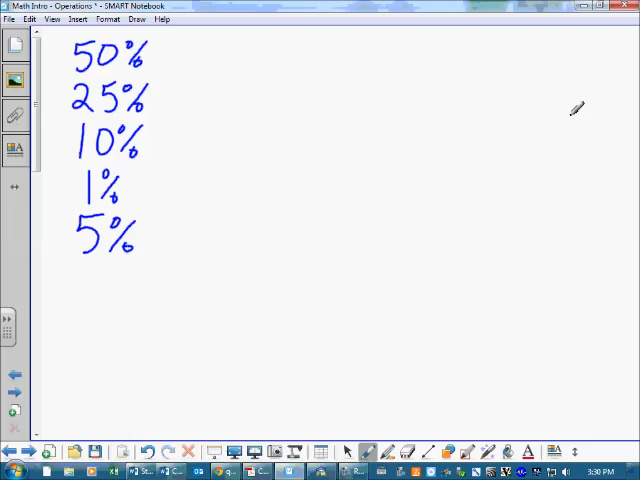 Math Intro - Operations * - SMART Notebook
File Edit View Insert Format Draw Help
50%
25%
10%
1%
5%
St...
C...
q...
C...
R...
3:30 PM